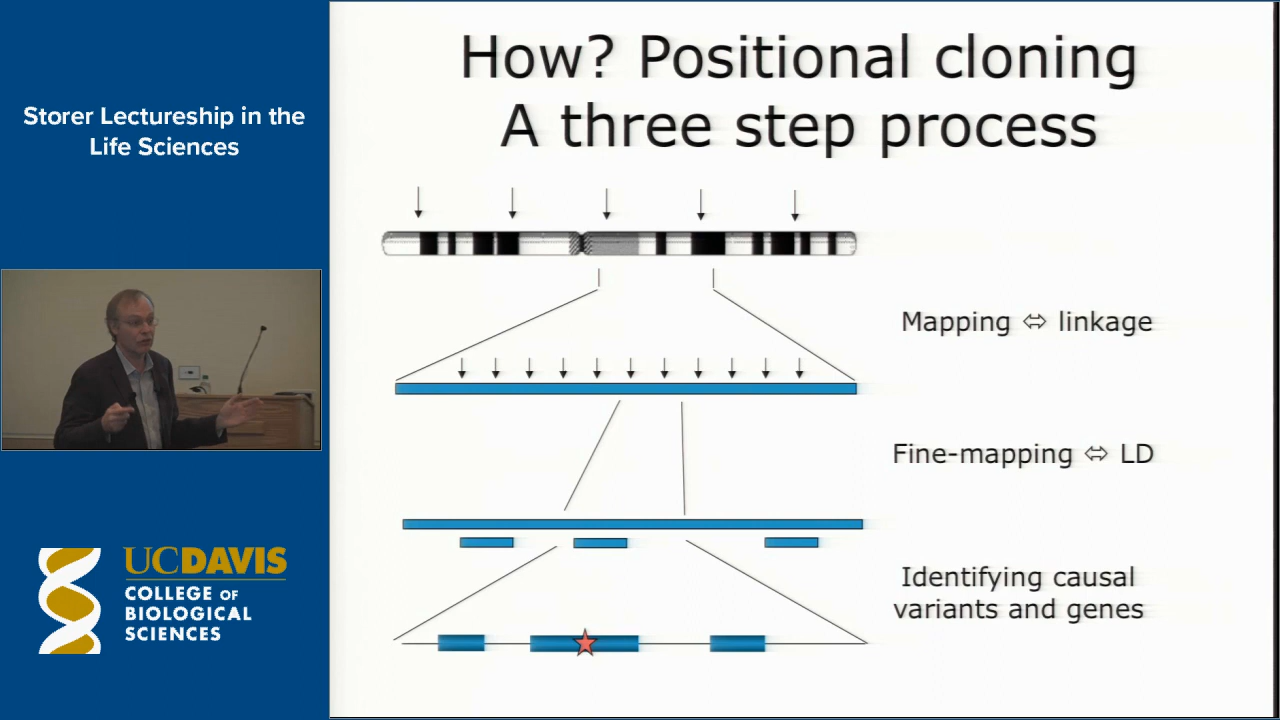 Storer Lectureship in the
Life Sciences
UCDAVIS
COLLEGE OF
BIOLOGICAL
SCIENCES
How? Positional cloning
A three step process
Mapping ⇔ linkage
Fine-mapping ⇔ LD
Identifying causal
variants and genes